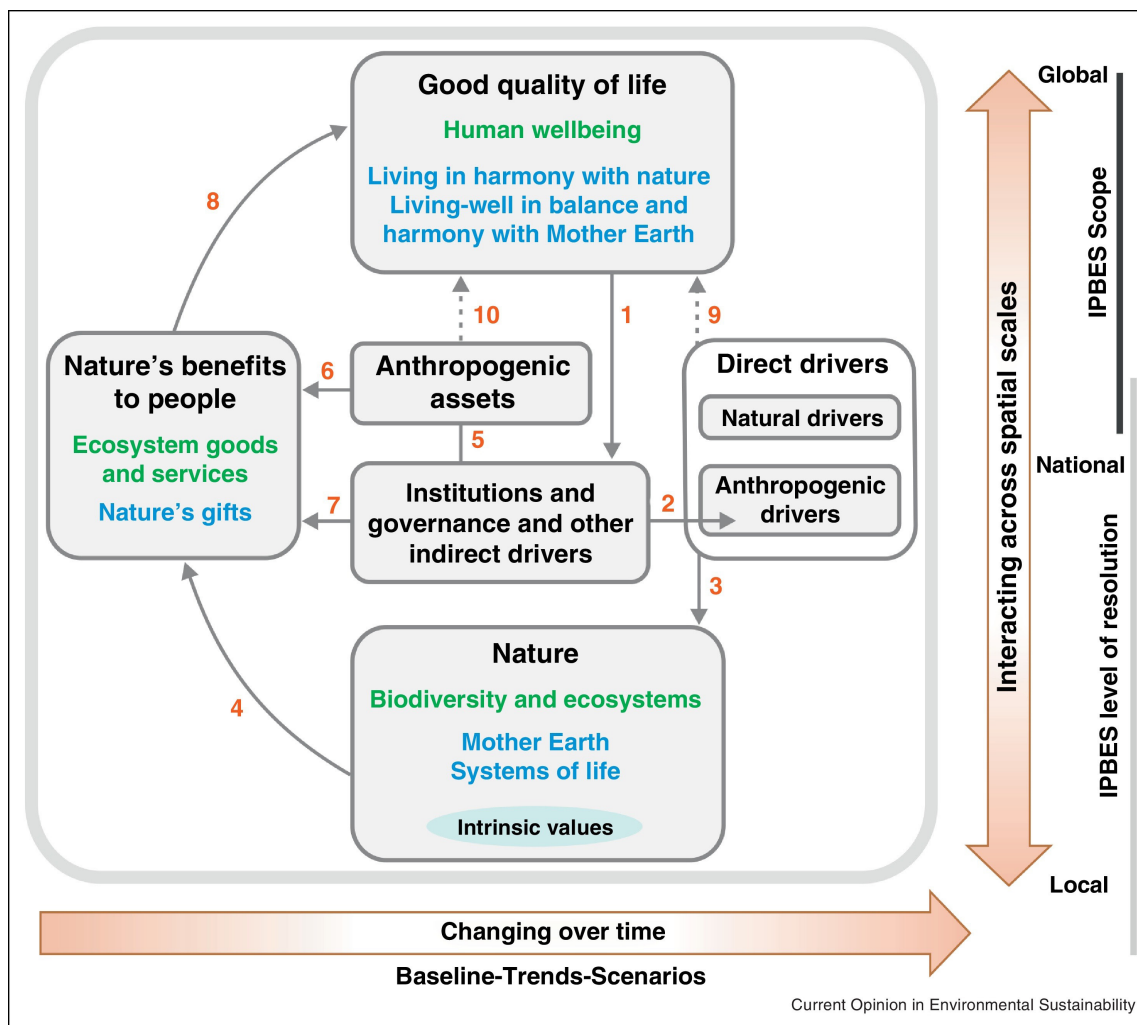 Good quality of life
Human wellbeing
Living in harmony with nature
Living-well in balance and
harmony with Mother Earth
8
10
1
9
Nature’s benefits
to people
Ecosystem goods
and services
Nature’s gifts
6
Anthropogenic
assets
5
7
Institutions and
governance and other
indirect drivers
2
Direct drivers
Natural drivers
Anthropogenic
drivers
3
4
Nature
Biodiversity and ecosystems
Mother Earth
Systems of life
Intrinsic values
Interacting across spatial scales
Global
National
Local
IPBES Scope
IPBES level of resolution
Changing over time
Baseline-Trends-Scenarios
Current Opinion in Environmental Sustainability